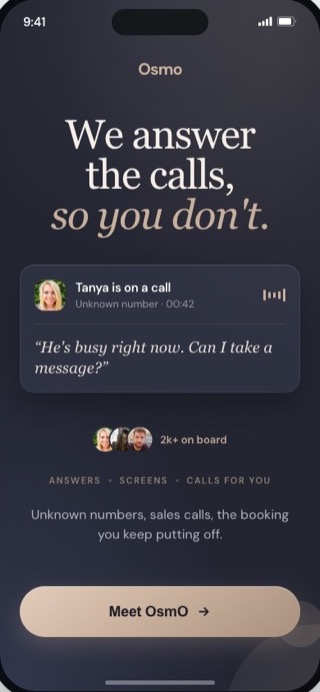 9:41
Osmo
We answer
the calls,
so you don't.
Tanya is on a call
Unknown number · 00:42
“He's busy right now. Can I take a
message?”
2k+ on board
ANSWERS • SCREENS • CALLS FOR YOU
Unknown numbers, sales calls, the booking
you keep putting off.
Meet OsmO →